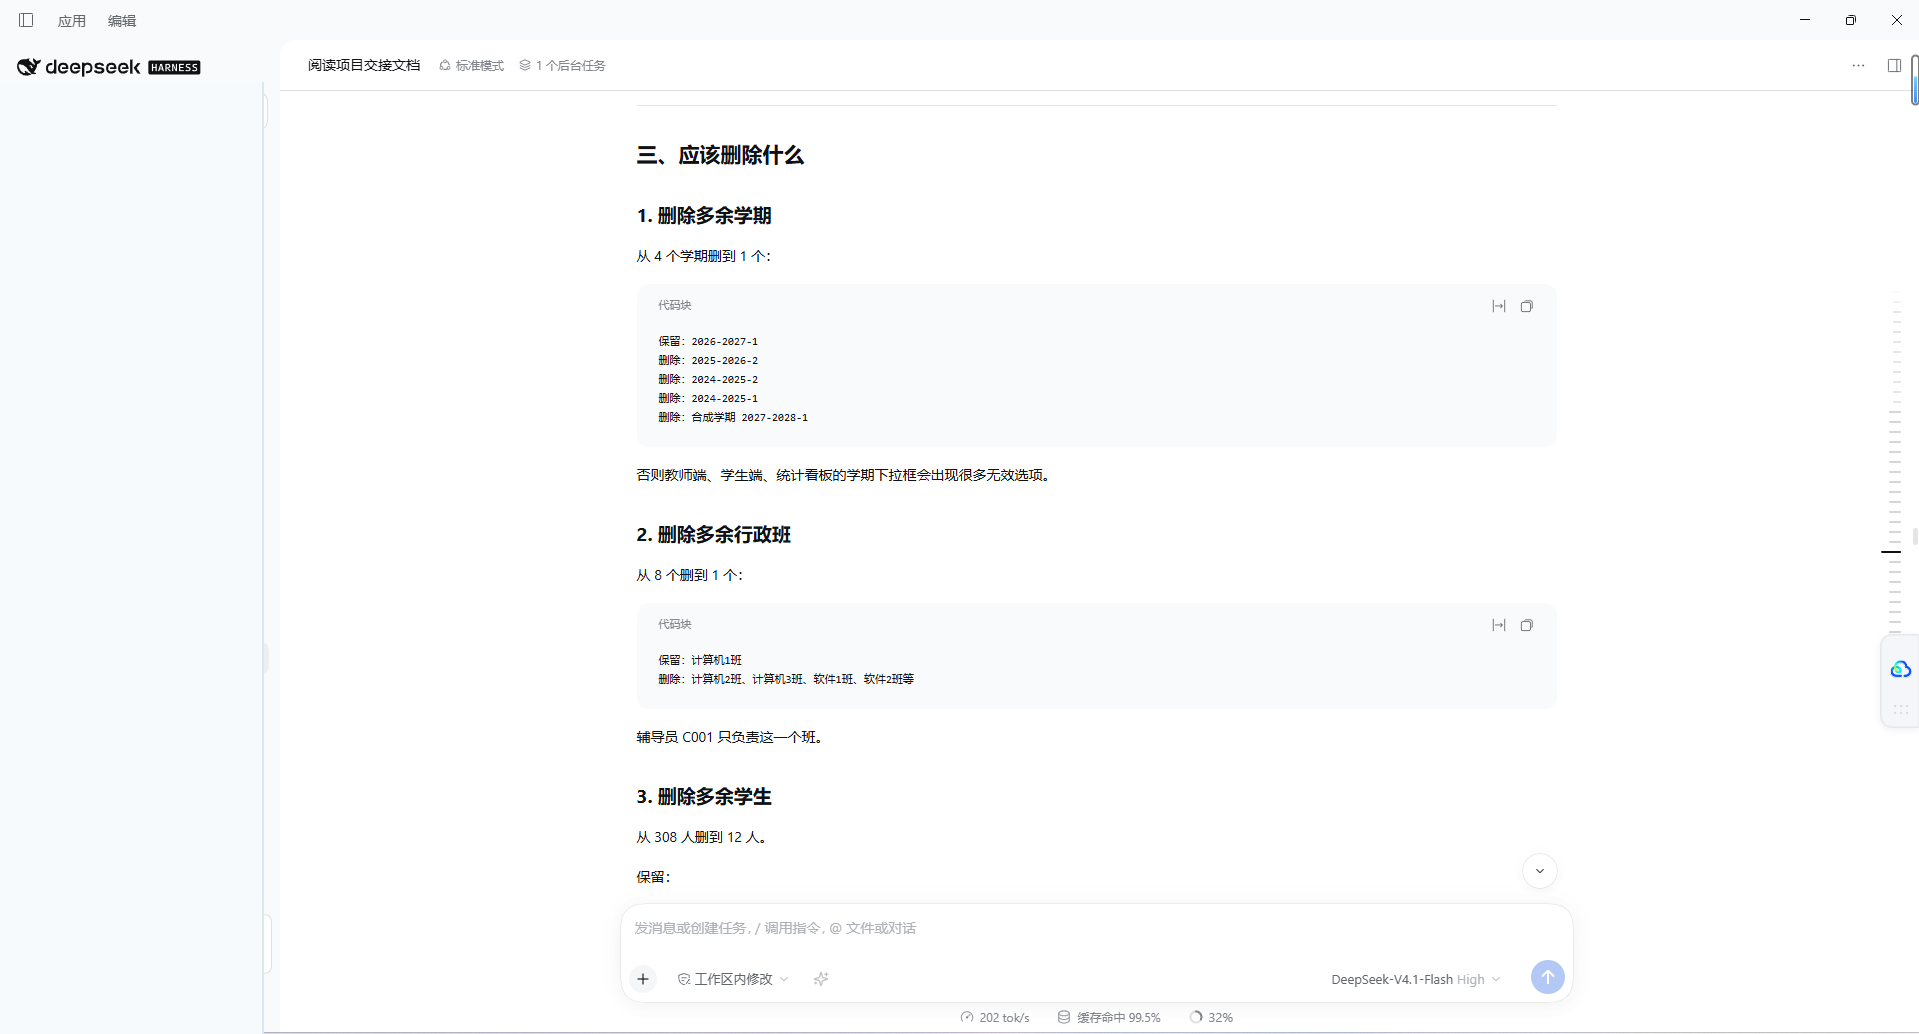 应用 编辑
deepseek HARNESS
阅读项目交接文档 标准模式 1 个后台任务
三、应该删除什么
1. 删除多余学期
从 4 个学期删到 1 个：
代码块
保留：2026-2027-1
删除：2025-2026-2
删除：2024-2025-2
删除：2024-2025-1
删除：合成学期 2027-2028-1
否则教师端、学生端、统计看板的学期下拉框会出现很多无效选项。
2. 删除多余行政班
从 8 个删到 1 个：
代码块
保留：计算机1班
删除：计算机2班、计算机3班、软件1班、软件2班等
辅导员 C001 只负责这一个班。
3. 删除多余学生
从 308 人删到 12 人。
保留：
发消息或创建任务, / 调用指令, @ 文件或对话
工作区内修改
DeepSeek-V4.1-Flash High
202 tok/s 缓存命中 99.5% 32%